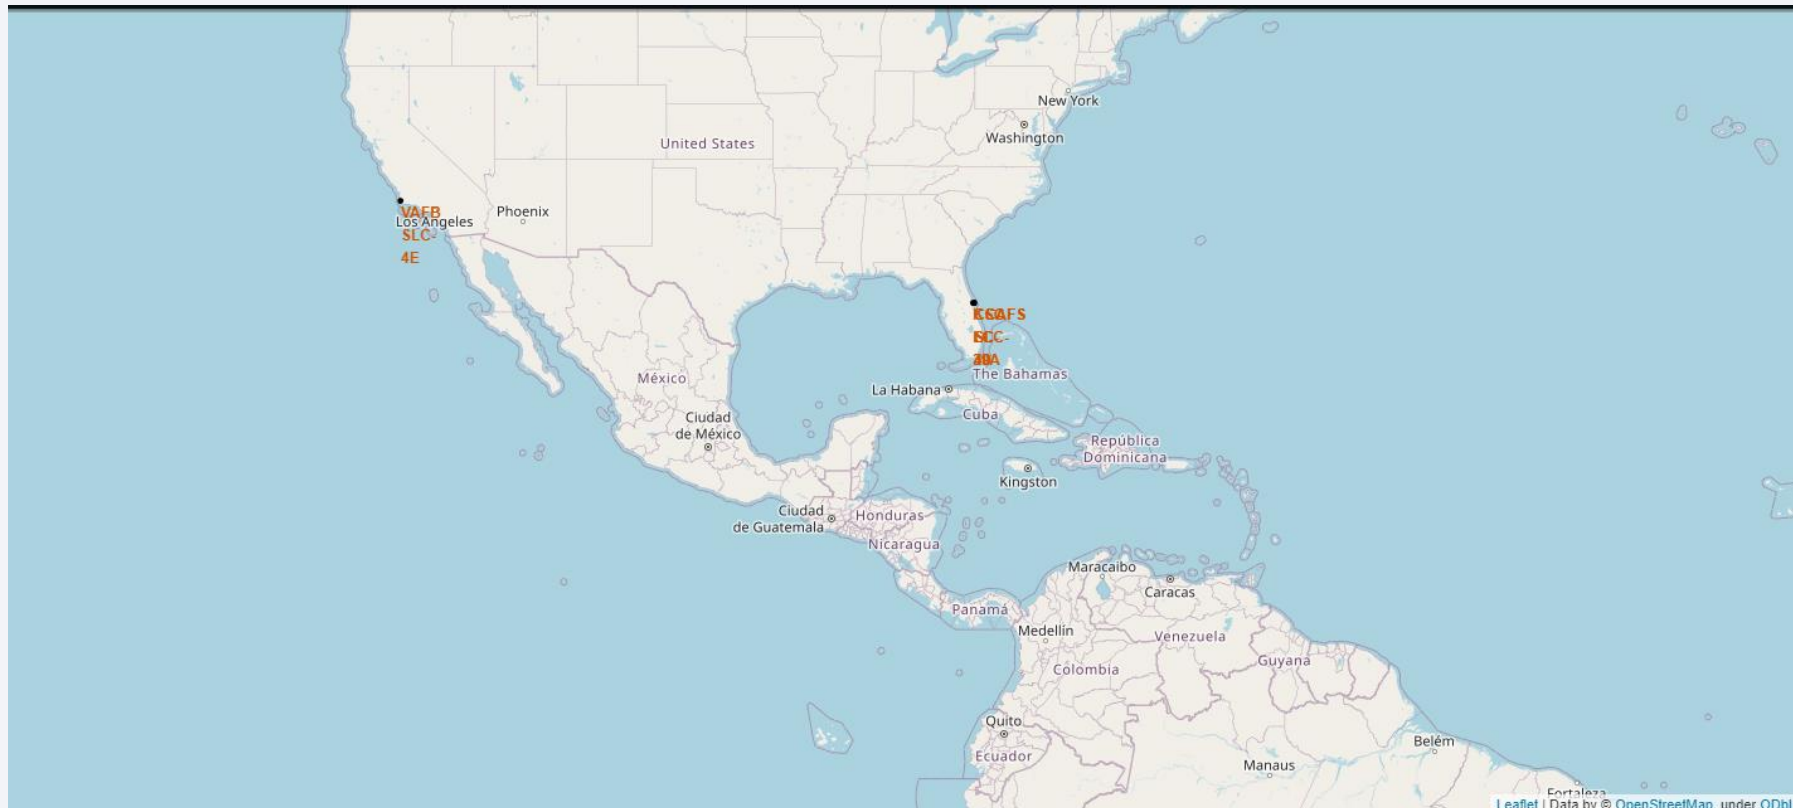 New York
Washington
United States
VAFB
Los Angeles
SLC-
4E
Phoenix
The Bahamas
México
La Habana
Cuba
Ciudad
de México
República
Dominicana
Kingston
Ciudad
de Guatemala
Honduras
Nicaragua
Maracaibo
Caracas
Panamá
Medellín
Venezuela
Guyana
Colombia
Quito
Ecuador
Belém
Manaus
Fortaleza
Leaflet | Data by © OpenStreetMap, under ODbL